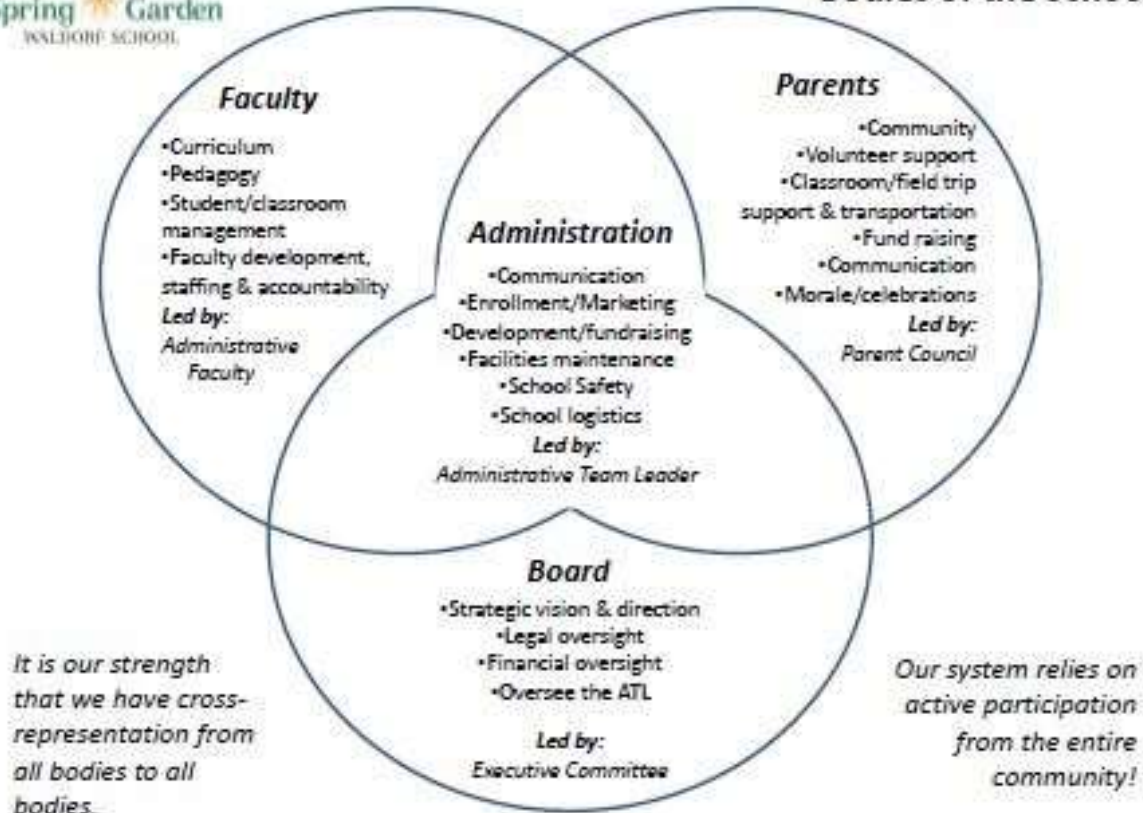 pring Garden
WALDORF SCHOOL
Faculty
•Curriculum
•Pedagogy
•Student/classroom
management
•Faculty development,
staffing & accountability
Led by:
Administrative
Faculty
Parents
•Community
•Volunteer support
•Classroom/field trip
support & transportation
•Fund raising
•Communication
•Morale/celebrations
Led by:
Parent Council
Administration
•Communication
•Enrollment/Marketing
•Development/fundraising
•Facilities maintenance
•School Safety
•School logistics
Led by:
Administrative Team Leader
Board
•Strategic vision & direction
•Legal oversight
•Financial oversight
•Oversee the ATL
Led by:
Executive Committee
It is our strength
that we have cross-
representation from
all bodies to all
bodies.
Our system relies on
active participation
from the entire
community!